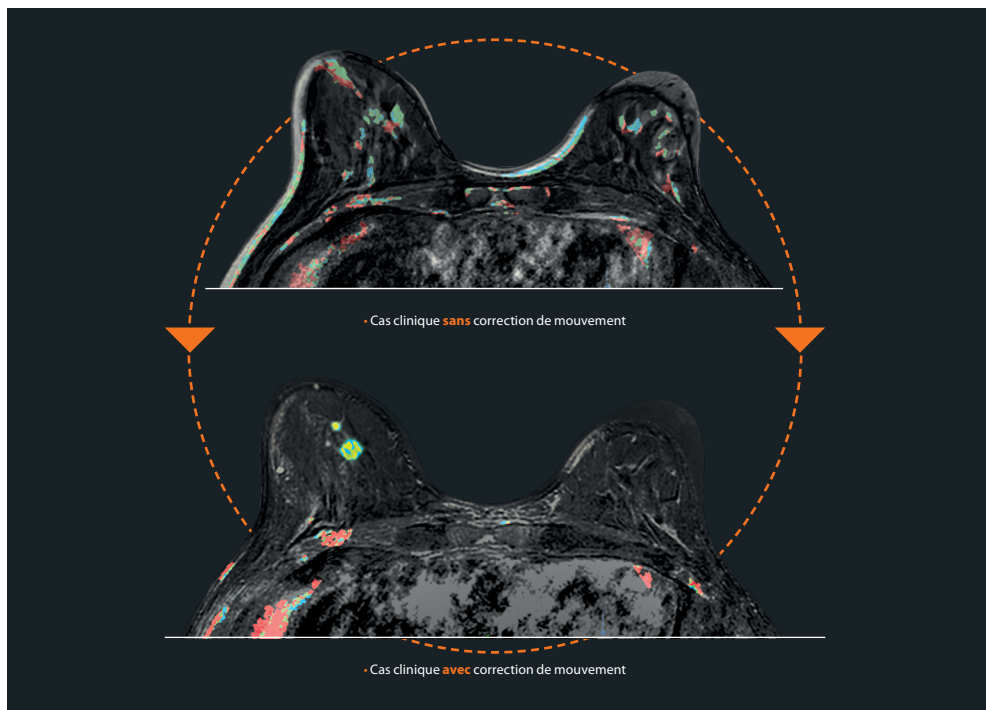 • Cas clinique sans correction de mouvement
• Cas clinique avec correction de mouvement